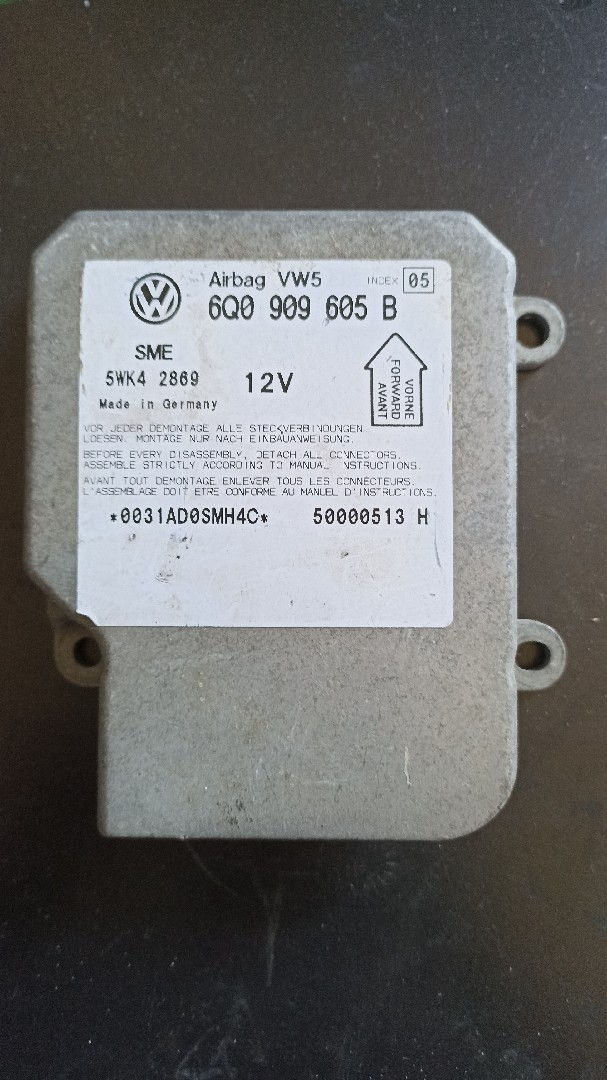 Airbag VW5 INDEX 05
6Q0 909 605 B
SME
5WK4 2869 12V
Made in Germany
VORNE
FORWARD
AVANT
VOR JEDER DEMONTAGE ALLE STECKVERBINDUNGEN
LOESEN. MONTAGE NUR NACH EINBAUANWEISUNG.
BEFORE EVERY DISASSEMBLY, DETACH ALL CONNECTORS.
ASSEMBLE STRICTLY ACCORDING TO MANUAL INSTRUCTIONS.
AVANT TOUT DEMONTAGE ENLEVER TOUS LES CONNECTEURS.
L'ASSEMBLAGE DOIT ETRE CONFORME AU MANUEL D'INSTRUCTIONS.
*0031AD0SMH4C* 50000513 H